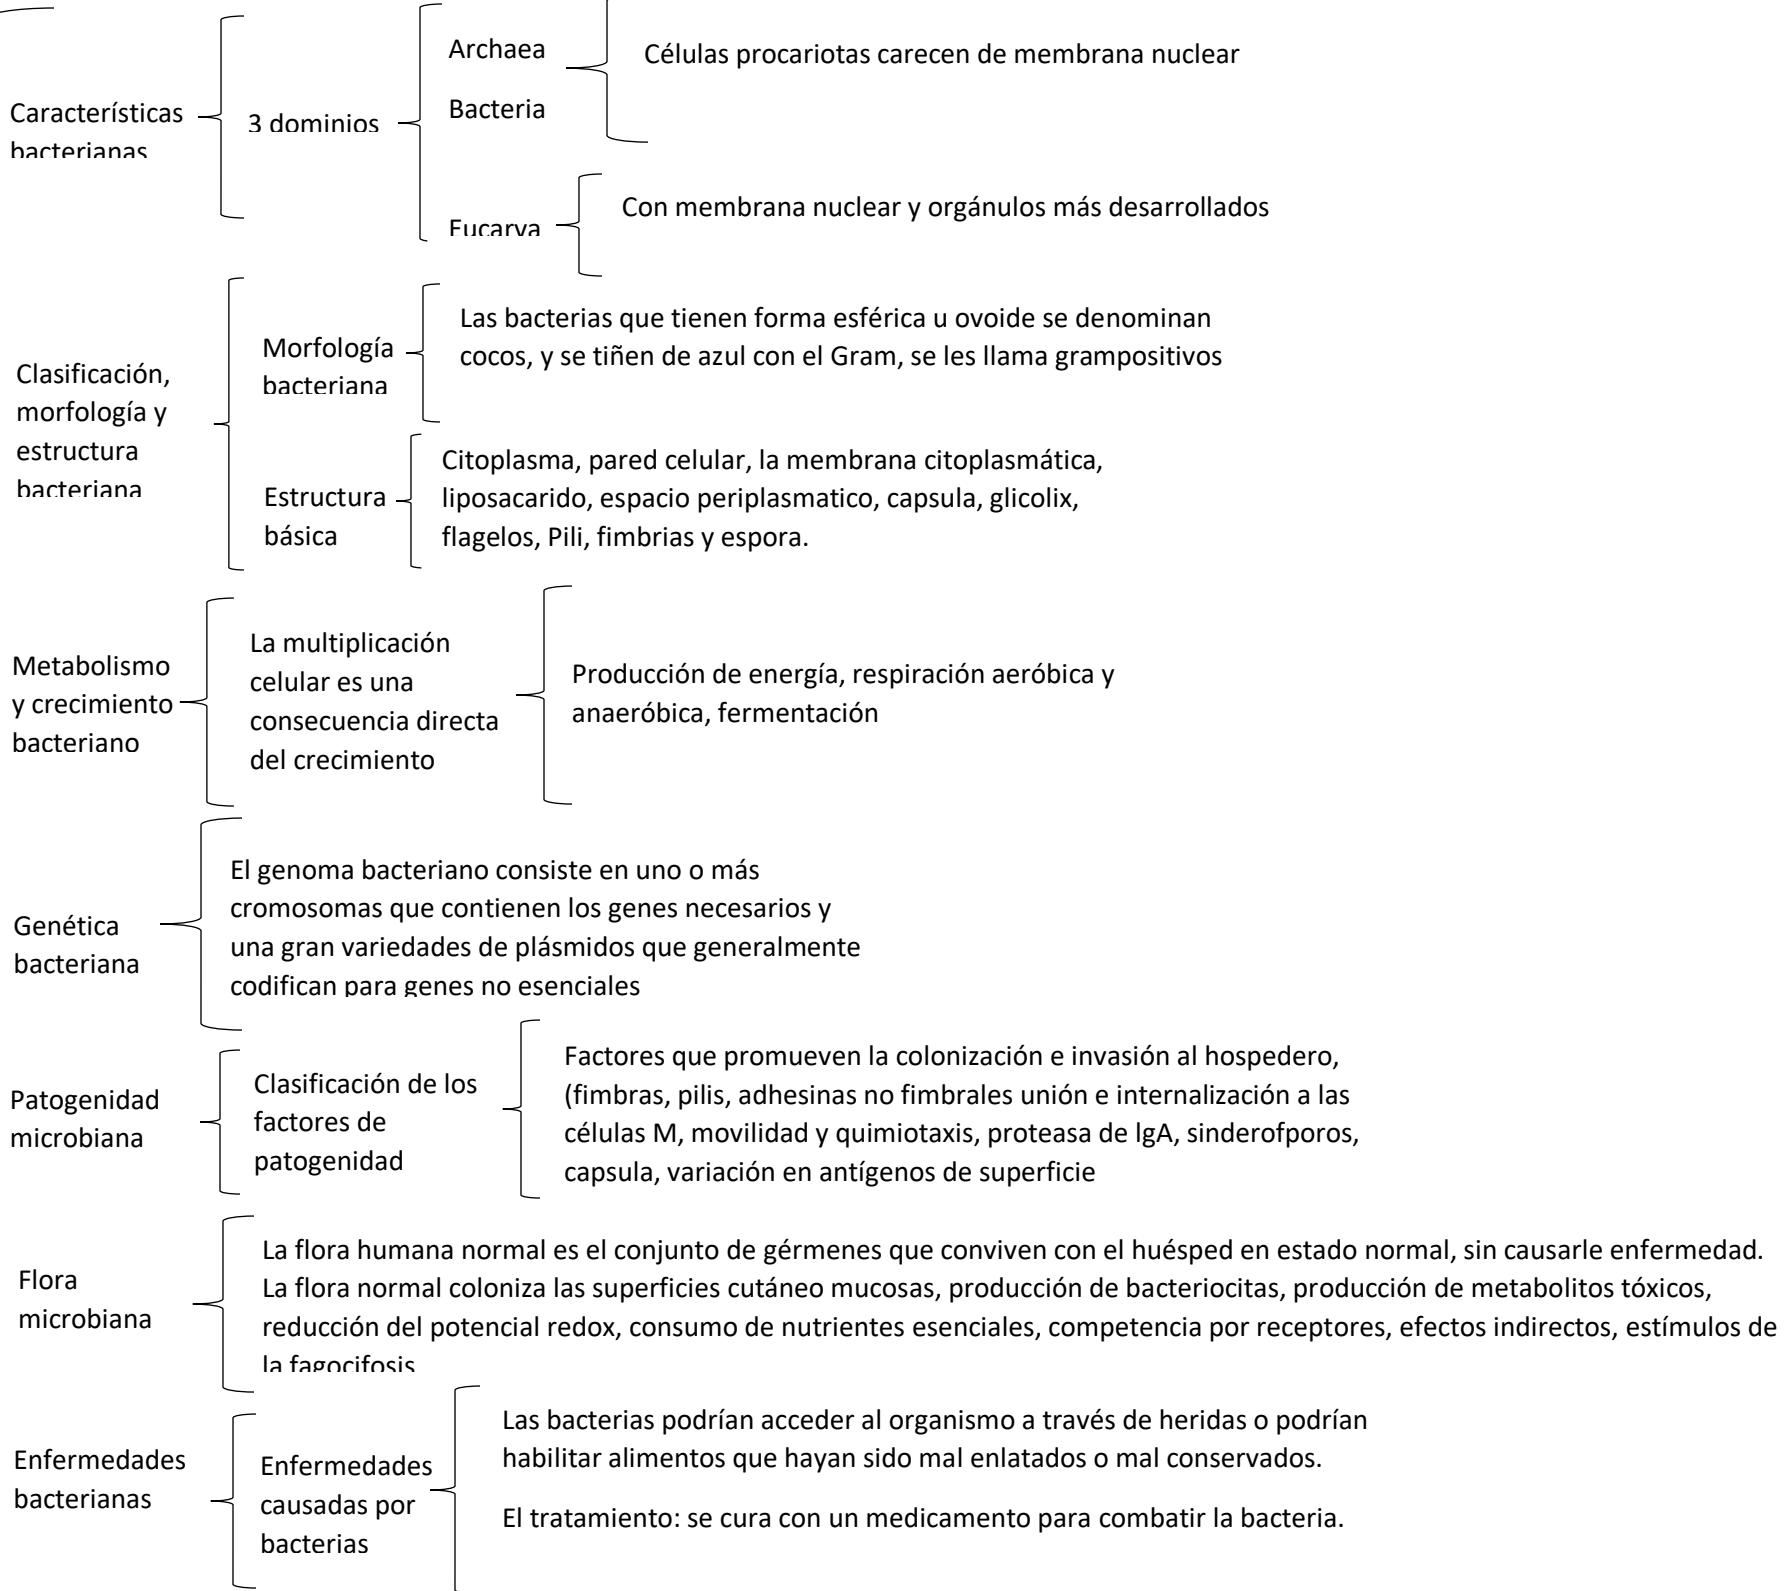 Archaea
Células procariotas carecen de membrana nuclear
Bacteria
Características
bacterianas
3 dominios
Eucarya
Con membrana nuclear y orgánulos más desarrollados
Clasificación,
morfología y
estructura
bacteriana
Morfología
bacteriana
Las bacterias que tienen forma esférica u ovoide se denominan
cocos, y se tiñen de azul con el Gram, se les llama grampositivos
Estructura
básica
Citoplasma, pared celular, la membrana citoplasmática,
liposacarido, espacio periplasmatico, capsula, glicolix,
flagelos, Pili, fimbrias y espora.
Metabolismo
y crecimiento
bacteriano
La multiplicación
celular es una
consecuencia directa
del crecimiento
Producción de energía, respiración aeróbica y
anaeróbica, fermentación
Genética
bacteriana
El genoma bacteriano consiste en uno o más
cromosomas que contienen los genes necesarios y
una gran variedades de plásmidos que generalmente
codifican para genes no esenciales
Patogenidad
microbiana
Clasificación de los
factores de
patogenidad
Factores que promueven la colonización e invasión al hospedero,
(fimbras, pilis, adhesinas no fimbrales unión e internalización a las
células M, movilidad y quimiotaxis, proteasa de lgA, sinderofporos,
capsula, variación en antígenos de superficie
Flora
microbiana
La flora humana normal es el conjunto de gérmenes que conviven con el huésped en estado normal, sin causarle enfermedad.
La flora normal coloniza las superficies cutáneo mucosas, producción de bacteriocitas, producción de metabolitos tóxicos,
reducción del potencial redox, consumo de nutrientes esenciales, competencia por receptores, efectos indirectos, estímulos de
la fagocifosis
Enfermedades
bacterianas
Enfermedades
causadas por
bacterias
Las bacterias podrían acceder al organismo a través de heridas o podrían
habilitar alimentos que hayan sido mal enlatados o mal conservados.
El tratamiento: se cura con un medicamento para combatir la bacteria.